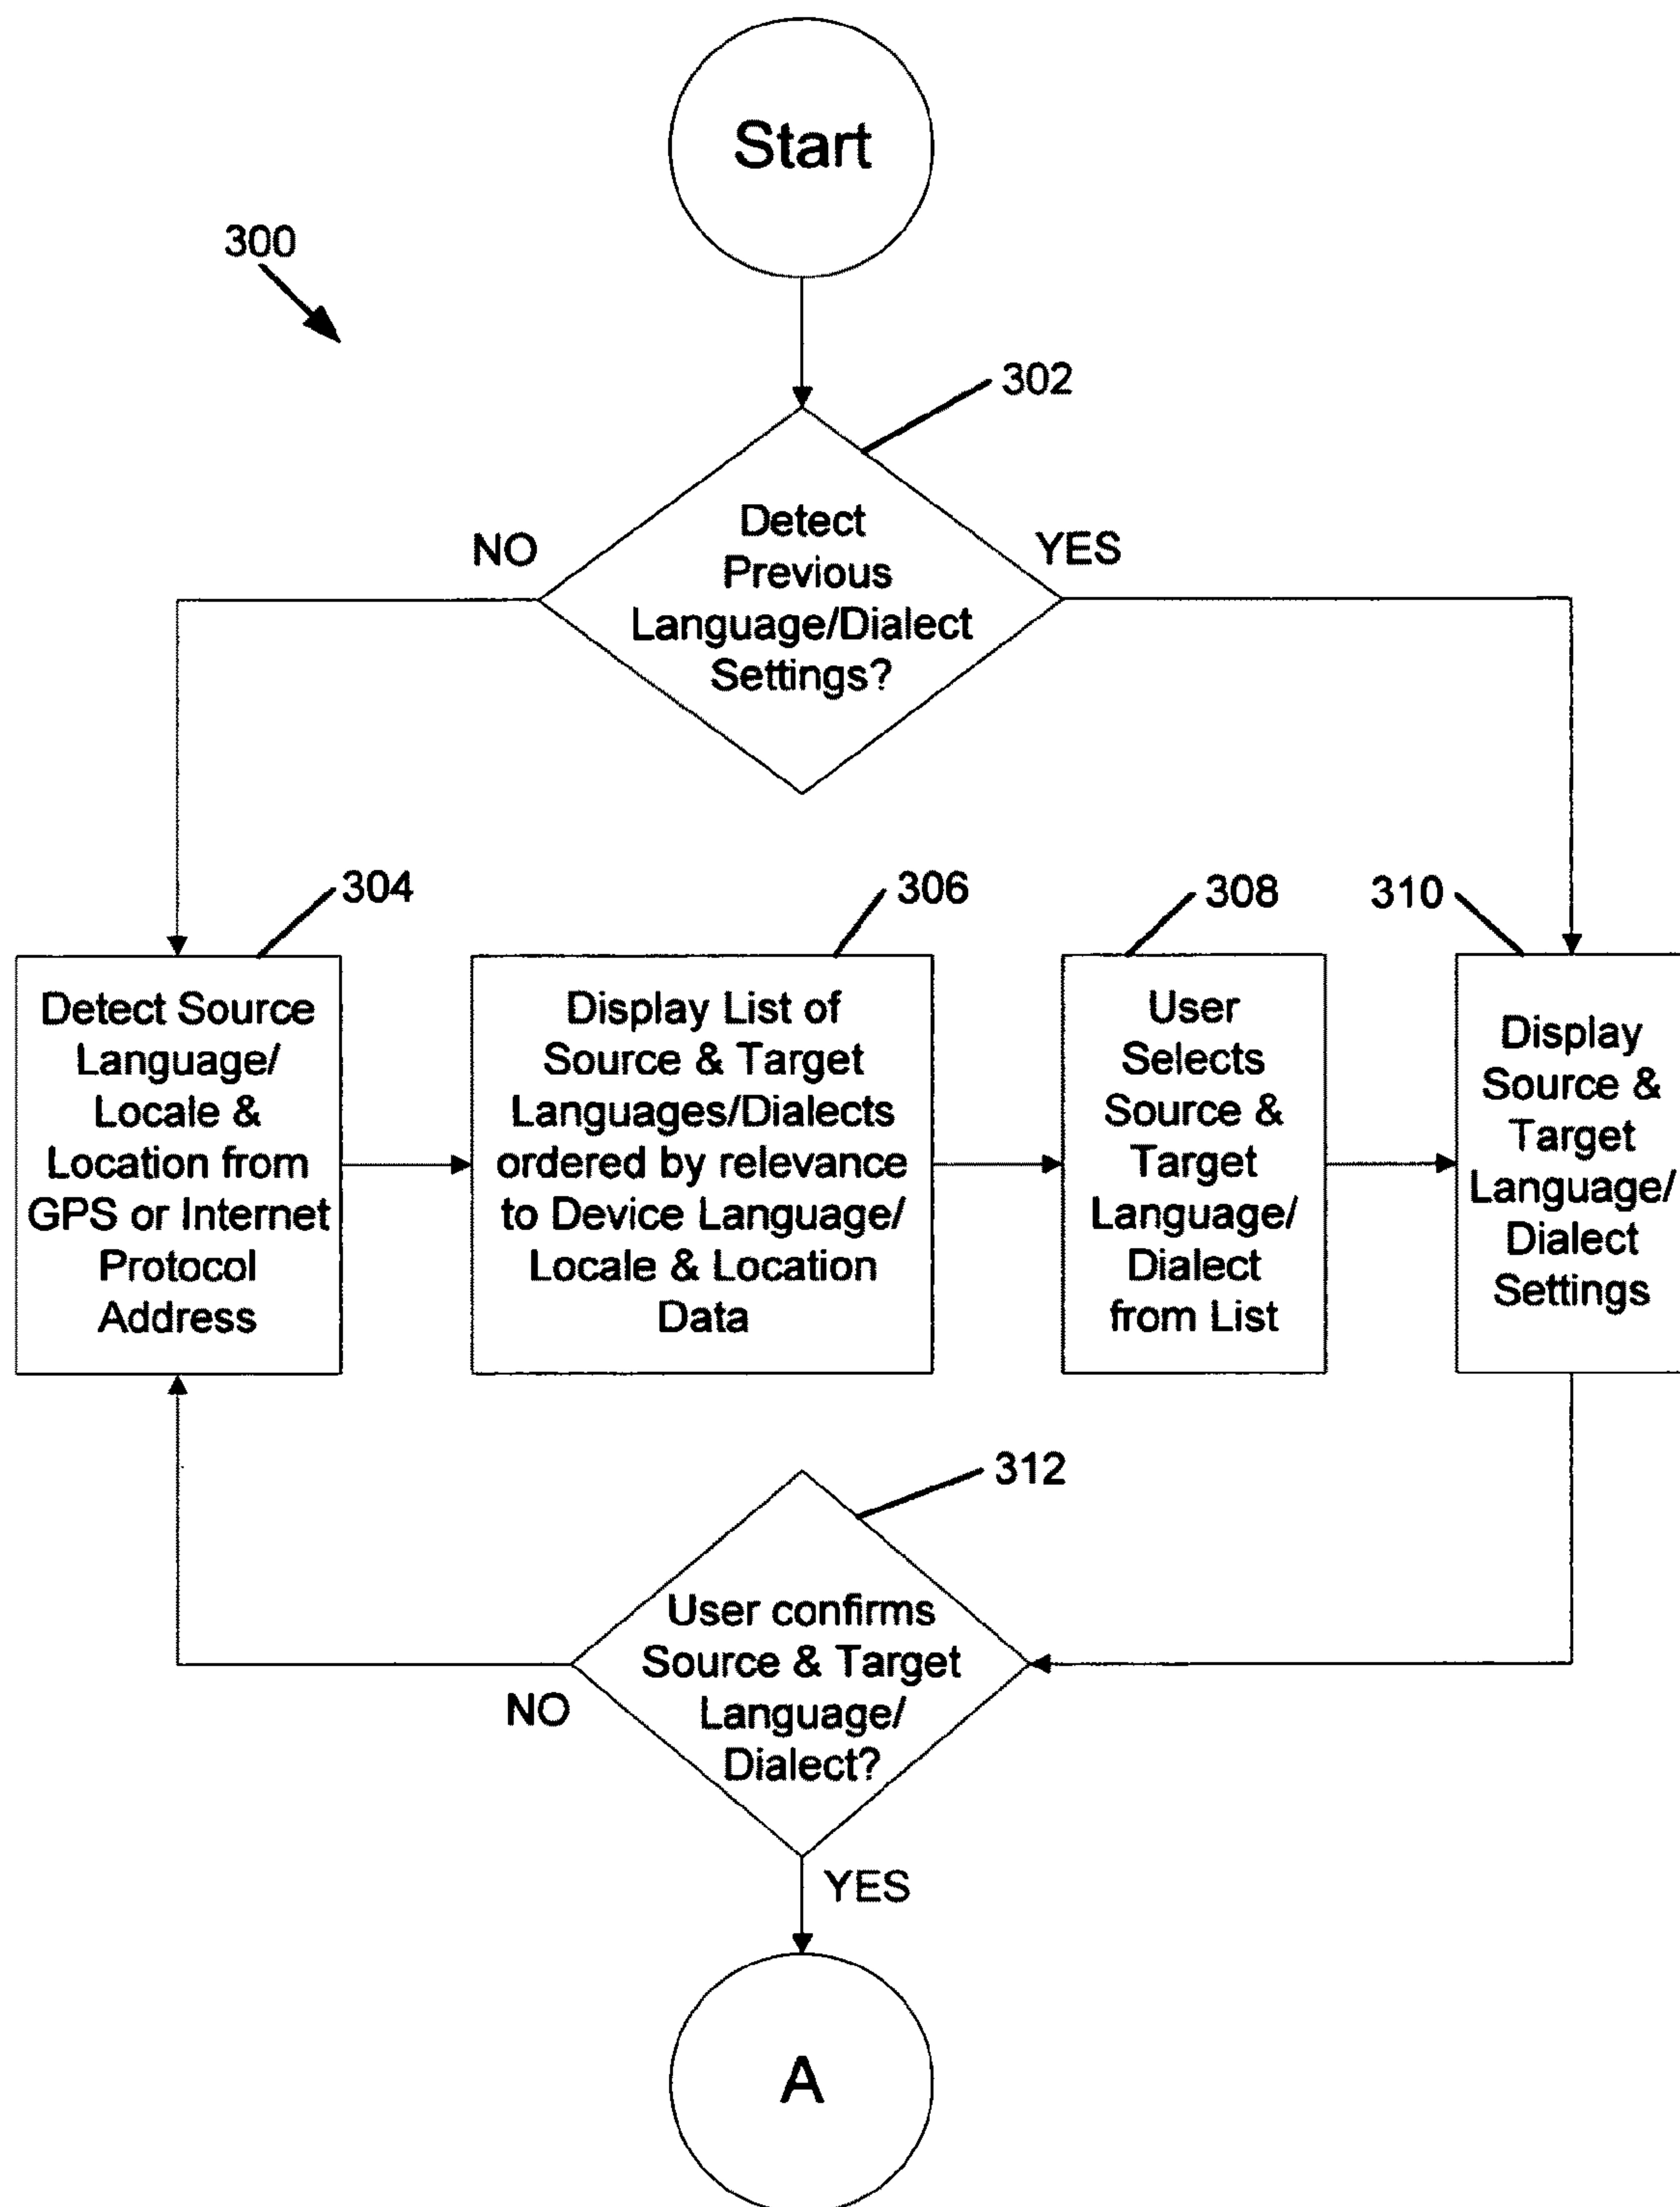 Start
300
302
Detect
Previous
Language/Dialect
Settings?
NO
YES
304
306
308
310
Detect Source
Language/
Locale &
Location from
GPS or Internet
Protocol
Address
Display List of
Source & Target
Languages/Dialects
ordered by relevance
to Device Language/
Locale & Location
Data
User
Selects
Source &
Target
Language/
Dialect
from List
Display
Source &
Target
Language/
Dialect
Settings
312
User confirms
Source & Target
Language/
Dialect?
NO
YES
A